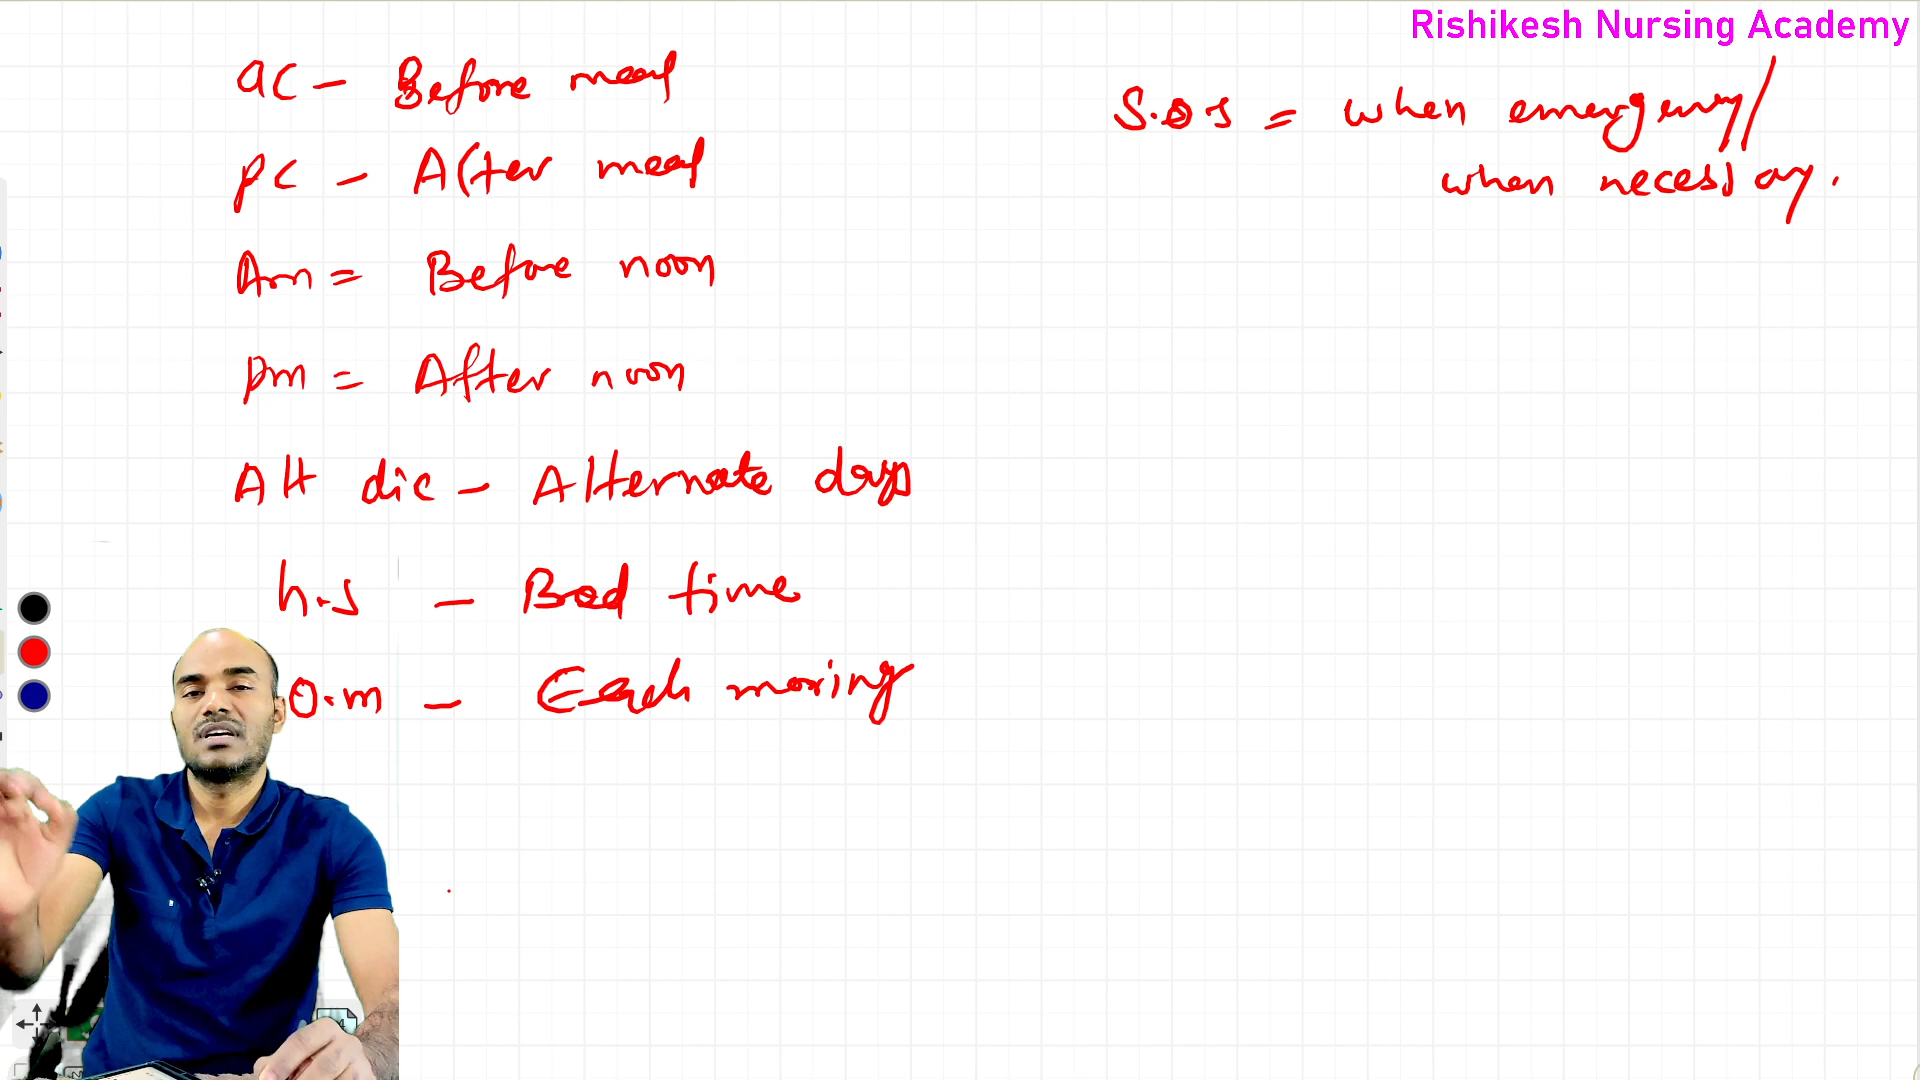 Rishikesh Nursing Academy
ac - Before meal
pc - After meal
Am = Before noon
pm = After noon
Alt die - Alternate days
h.s - Bed time
O.m - Each moring
S.O.S = when emergency/
when necessary.